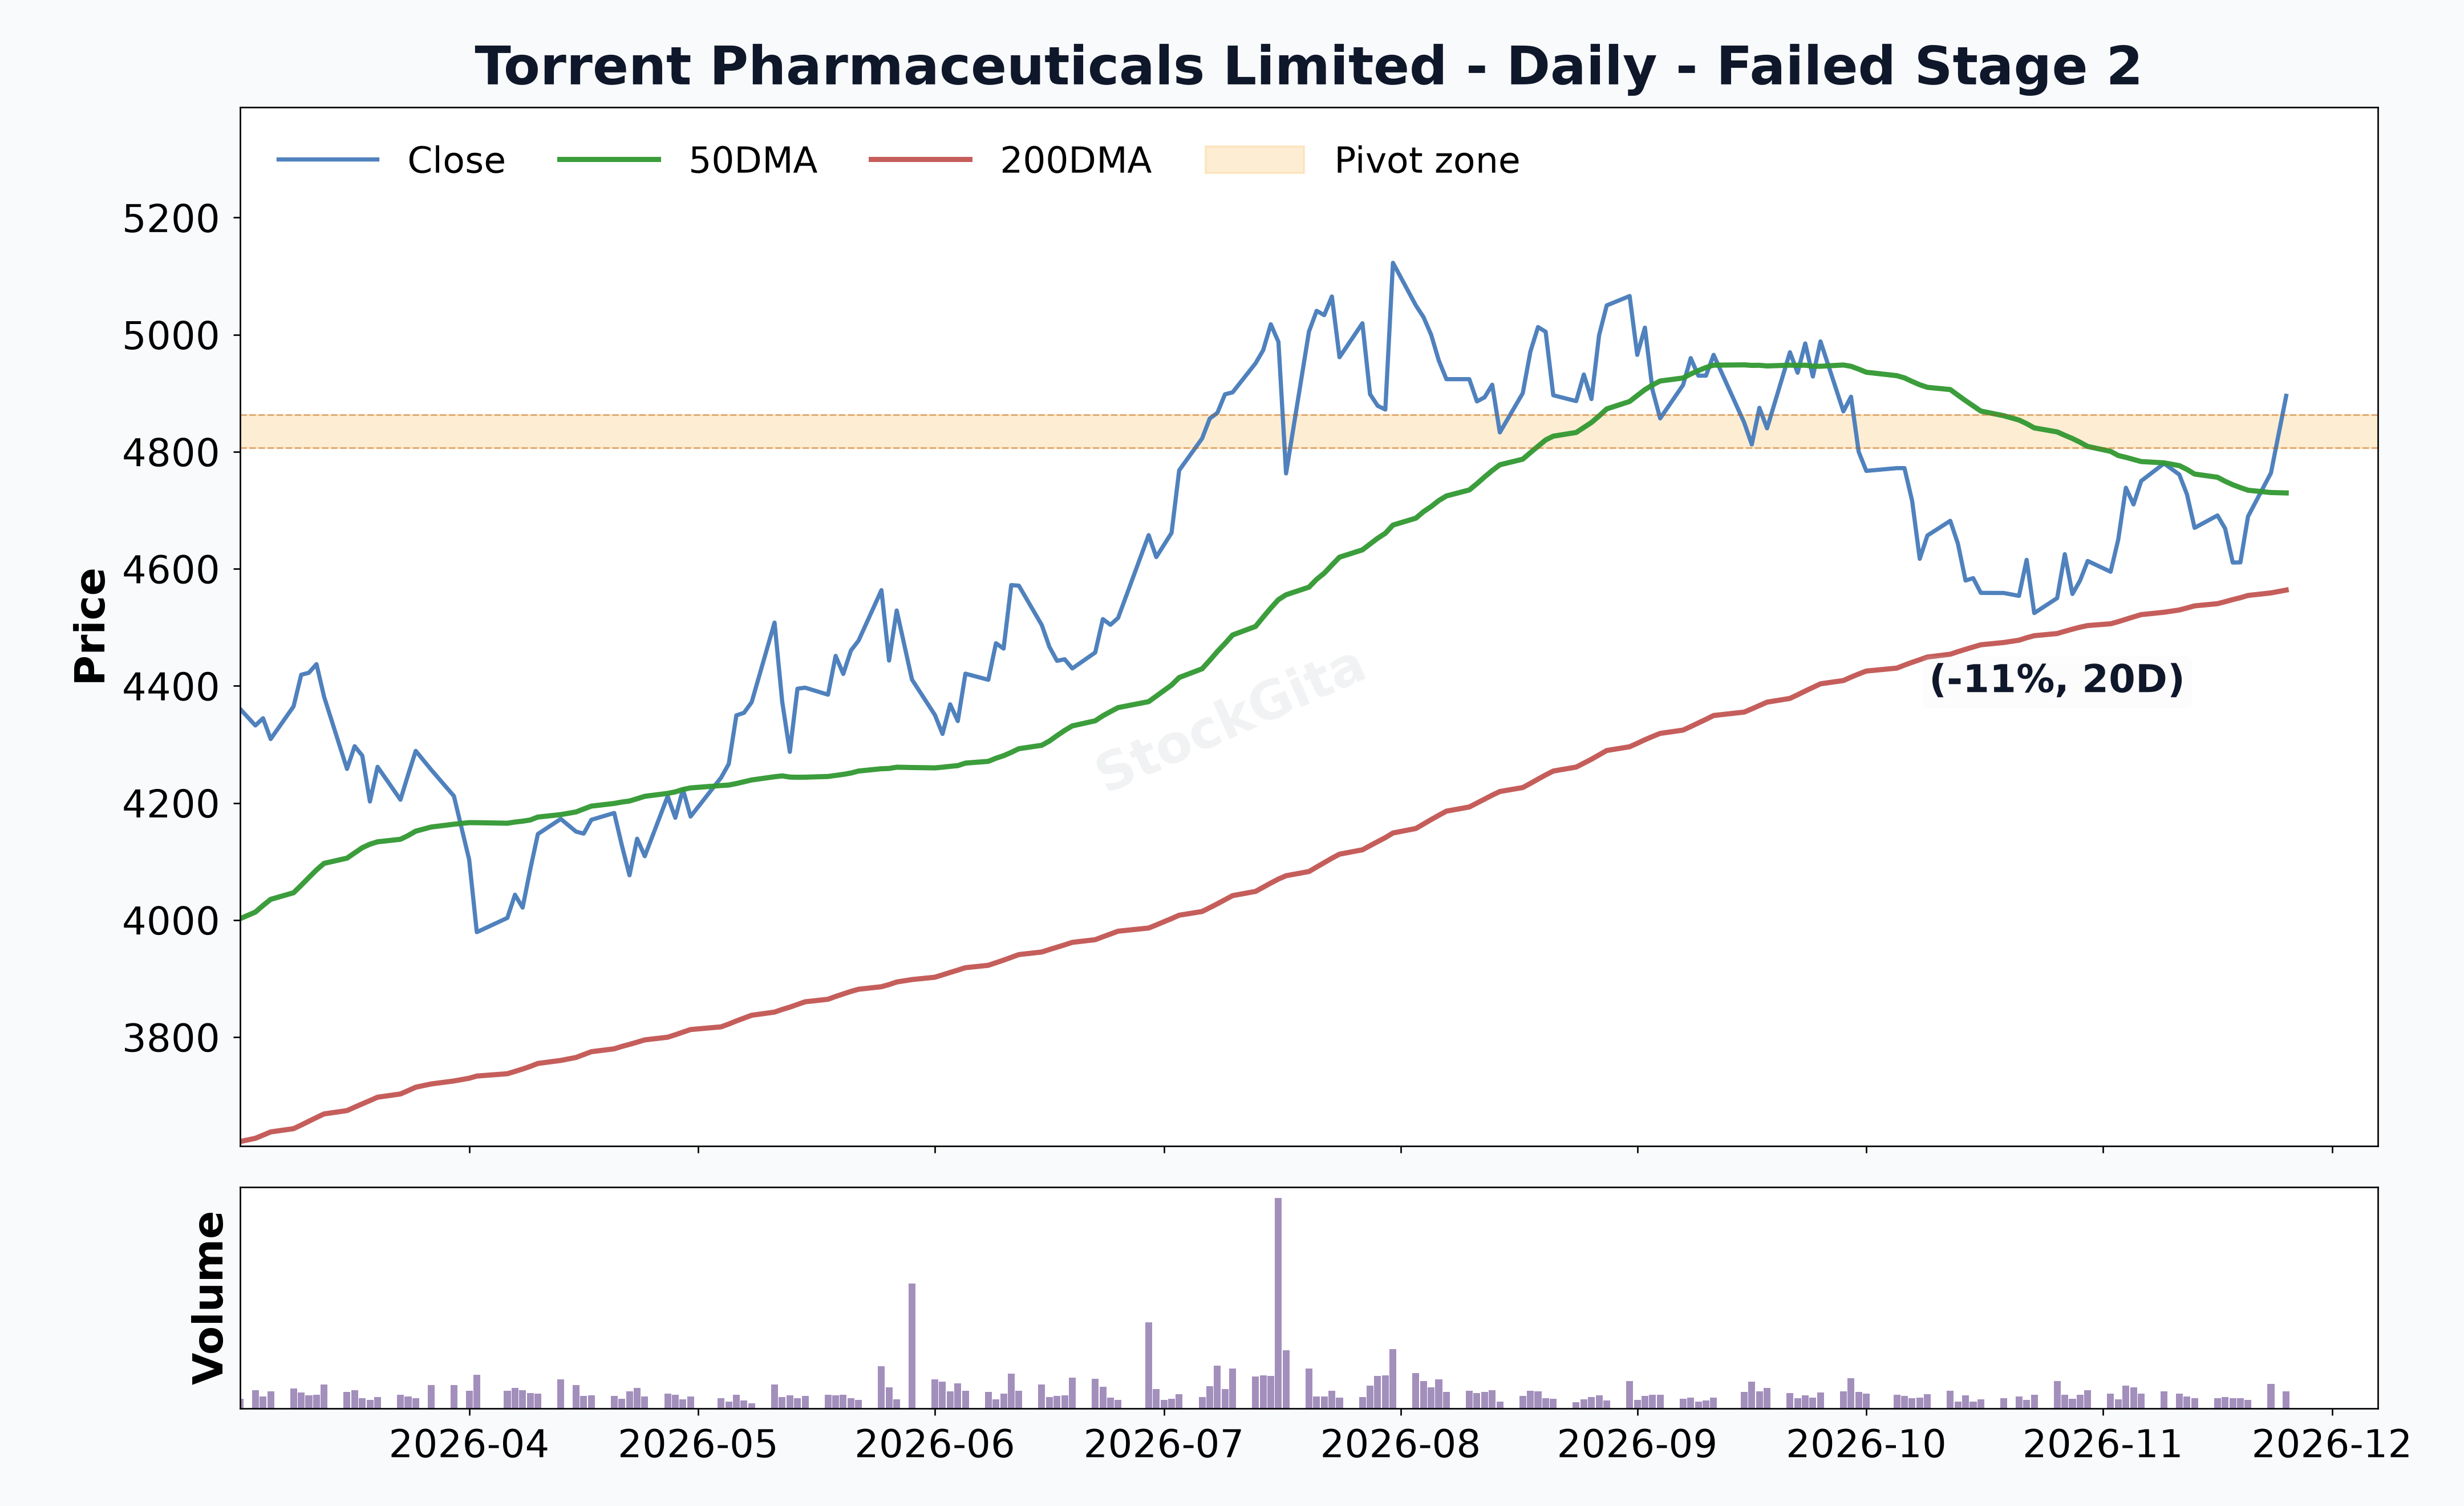 Torrent Pharmaceuticals Limited - Daily - Failed Stage 2
Close 50DMA 200DMA Pivot zone
Price
5200
5000
4800
4600
4400
4200
4000
3800
(-11%, 20D)
StockGita
Volume
2026-04 2026-05 2026-06 2026-07 2026-08 2026-09 2026-10 2026-11 2026-12